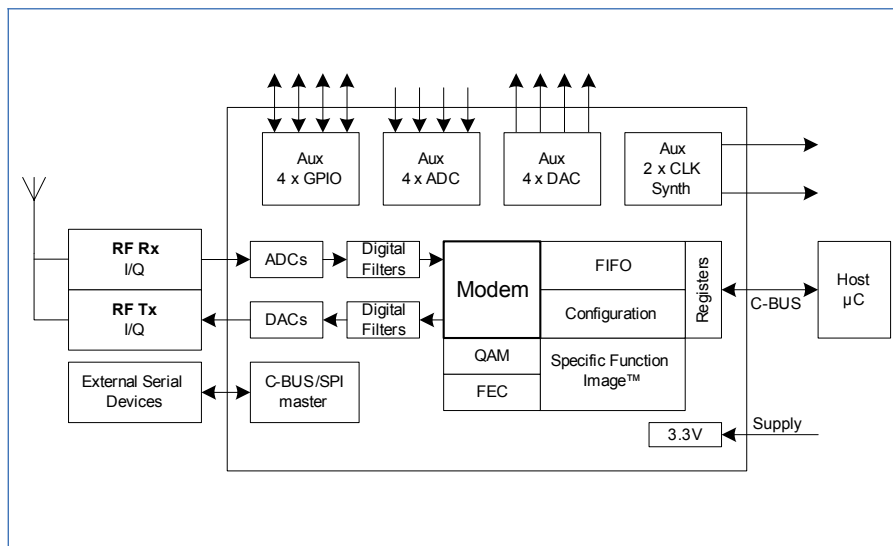 Aux
4 x GPIO
Aux
4 x ADC
Aux
4 x DAC
Aux
2 x CLK
Synth
RF Rx
I/Q
ADCs
Digital
Filters
Modem
FIFO
Registers
Host
µC
C-BUS
RF Tx
I/Q
DACs
Digital
Filters
Configuration
QAM
FEC
Specific Function
Image™
External Serial
Devices
C-BUS/SPI
master
3.3V
Supply